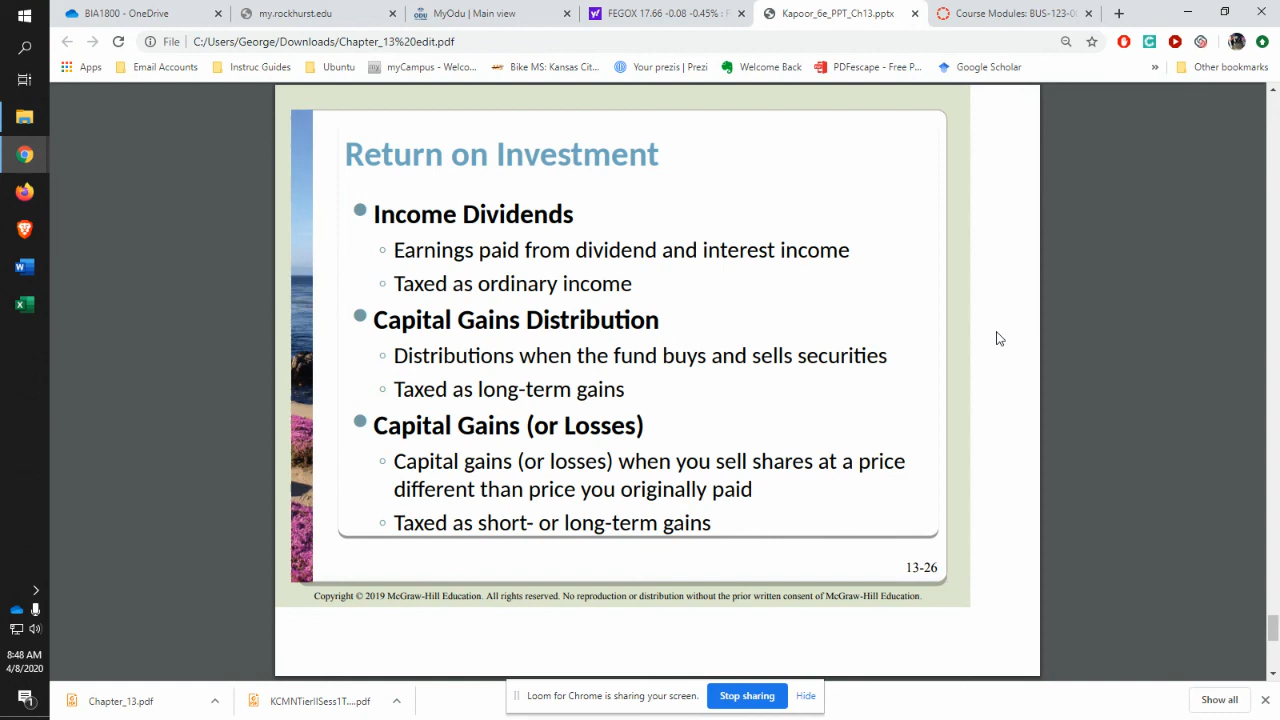 BIA1800 - OneDrive
my.rockhurst.edu/
MyOdu | Main view
FEGOX 17.66 -0.08 -0.45% : F
Kapoor_6e_PPT_Ch13.pptx
Course Modules: BUS-123-0
File
C:/Users/George/Downloads/Chapter_13%20edit.pdf
Apps
Email Accounts
Instruc Guides
Ubuntu
myCampus - Welco...
Bike MS: Kansas Cit...
Your prezis | Prezi
Welcome Back
PDFescape - Free P...
Google Scholar
»
Other bookmarks
Return on Investment
Income Dividends
Earnings paid from dividend and interest income
Taxed as ordinary income
Capital Gains Distribution
Distributions when the fund buys and sells securities
Taxed as long-term gains
Capital Gains (or Losses)
Capital gains (or losses) when you sell shares at a price
different than price you originally paid
Taxed as short- or long-term gains
13-26
Copyright © 2019 McGraw-Hill Education. All rights reserved. No reproduction or distribution without the prior written consent of McGraw-Hill Education.
8:48 AM
4/8/2020
1
Chapter_13.pdf
KCMNTierIISess1T....pdf
Loom for Chrome is sharing your screen.
Stop sharing
Hide
Show all